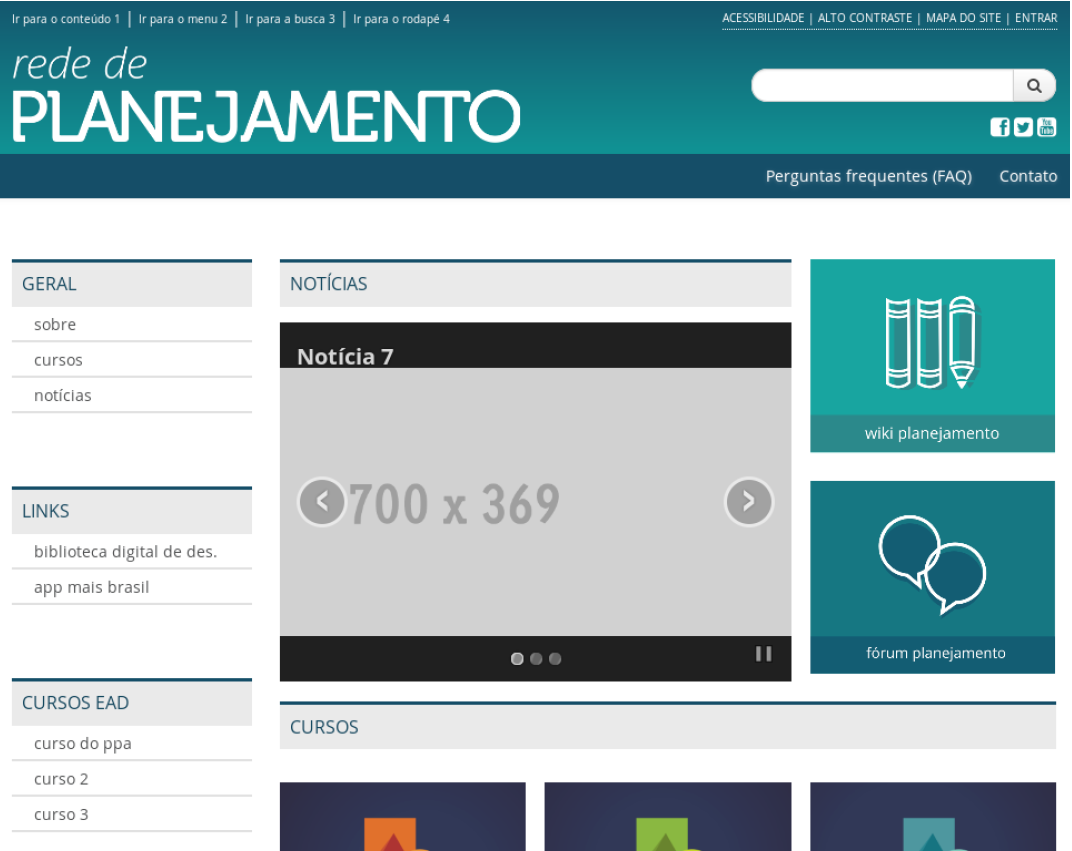 Ir para o conteúdo 1 | Ir para o menu 2 | Ir para a busca 3 | Ir para o rodapé 4
ACESSIBILIDADE | ALTO CONTRASTE | MAPA DO SITE | ENTRAR
rede de
PLANEJAMENTO
You
Tube
Perguntas frequentes (FAQ) Contato
GERAL
sobre
cursos
notícias
LINKS
biblioteca digital de des.
app mais brasil
CURSOS EAD
curso do ppa
curso 2
curso 3
NOTÍCIAS
Notícia 7
700 x 369
wiki planejamento
fórum planejamento
CURSOS